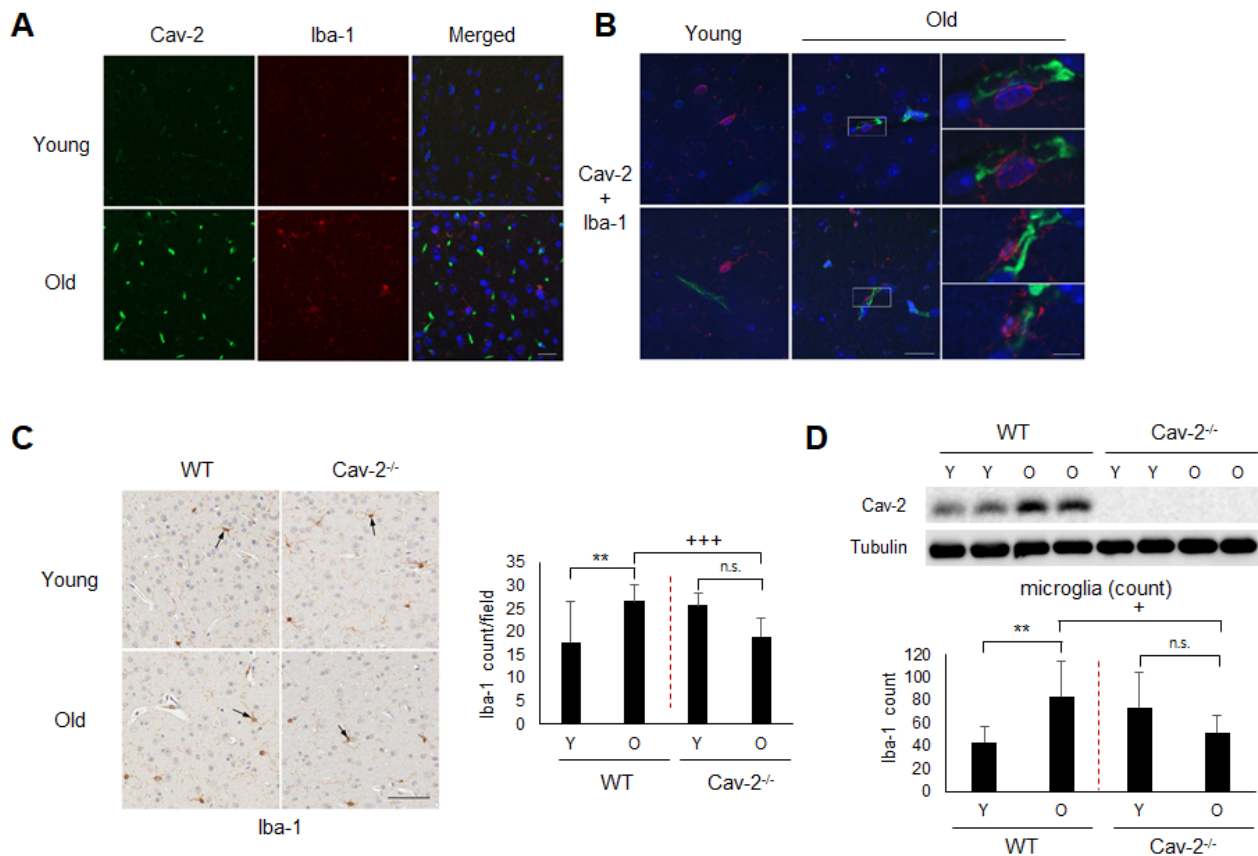 A
Cav-2 Iba-1 Merged
Young
Old
B
Young Old
Cav-2
+
Iba-1
C
WT Cav-2-/-
Young
Old
Iba-1
Iba-1 count/field
35
30
25
20
15
10
5
0
** +++ n.s.
Y O Y O
WT Cav-2-/-
D
WT Cav-2-/-
Y Y O O Y Y O O
Cav-2
Tubulin
microglia (count)
Iba-1 count
120
100
80
60
40
20
0
** + n.s.
Y O Y O
WT Cav-2-/-